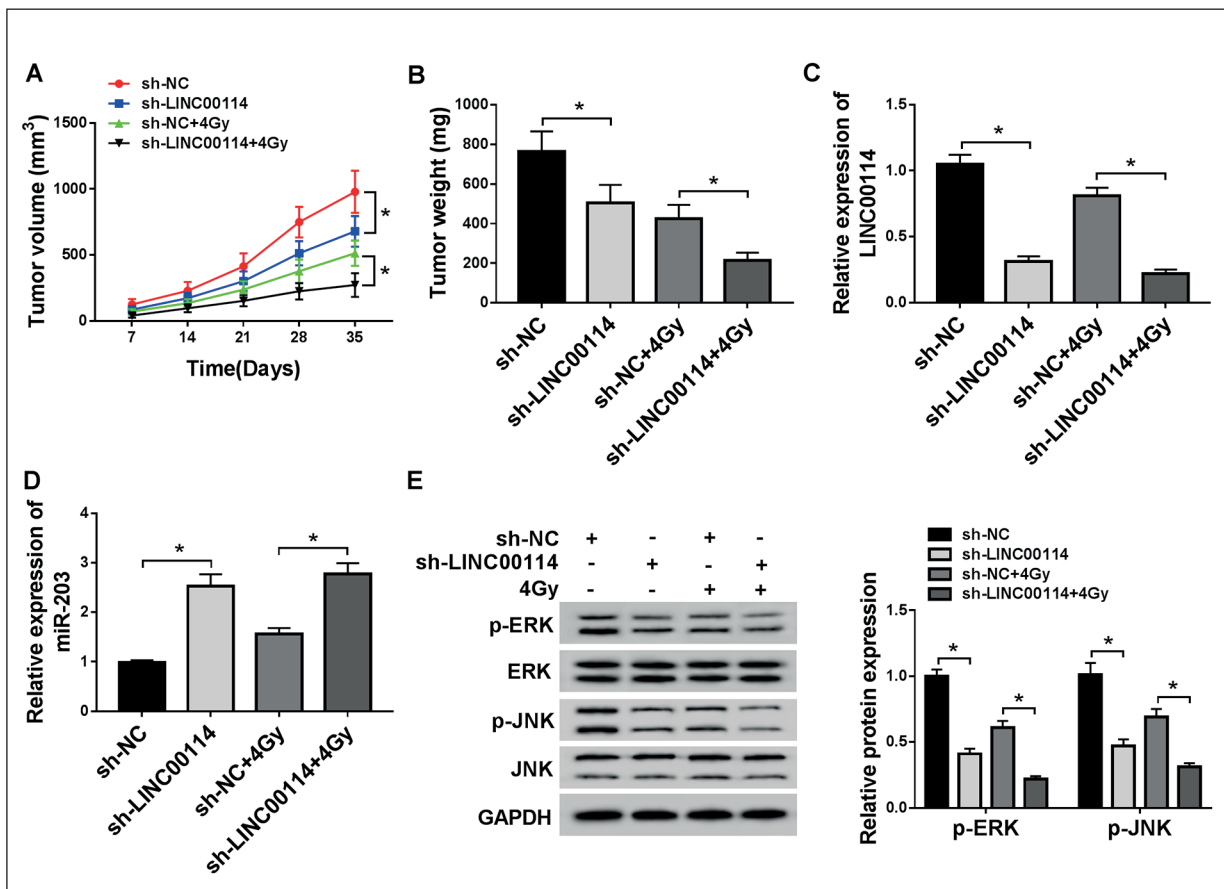 A
sh-NC
sh-LINC00114
sh-NC+4Gy
sh-LINC00114+4Gy
Tumor volume (mm³)
1500
1000
500
0
7 14 21 28 35
Time(Days)
*
*
B
Tumor weight (mg)
1000
800
600
400
200
0
*
*
sh-NC
sh-LINC00114
sh-NC+4Gy
sh-LINC00114+4Gy
C
Relative expression of
LINC00114
1.5
1.0
0.5
0.0
*
*
sh-NC
sh-LINC00114
sh-NC+4Gy
sh-LINC00114+4Gy
D
Relative expression of
miR-203
4
3
2
1
0
*
*
sh-NC
sh-LINC00114
sh-NC+4Gy
sh-LINC00114+4Gy
E
sh-NC + - + -
sh-LINC00114 - + - +
4Gy - - + +
p-ERK
ERK
p-JNK
JNK
GAPDH
sh-NC
sh-LINC00114
sh-NC+4Gy
sh-LINC00114+4Gy
Relative protein expression
1.5
1.0
0.5
0.0
*
*
*
*
p-ERK p-JNK